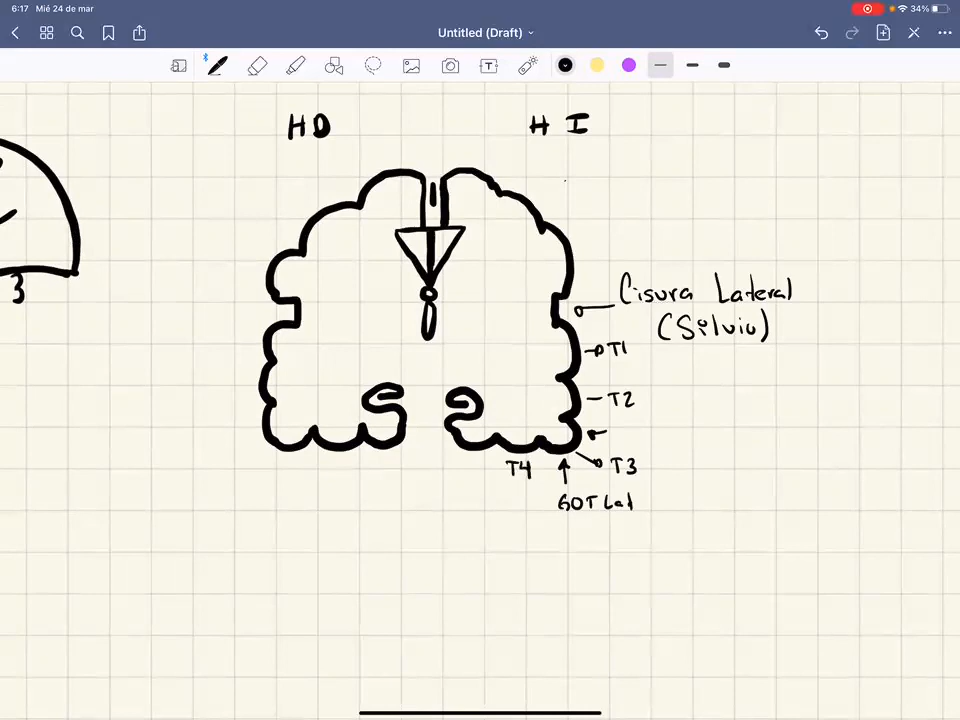 6:17 Mié 24 de mar
34%
Untitled (Draft)
HD
H I
Cisura Lateral
(Silvio)
T1
T2
T3
T4
GOT Lat
3